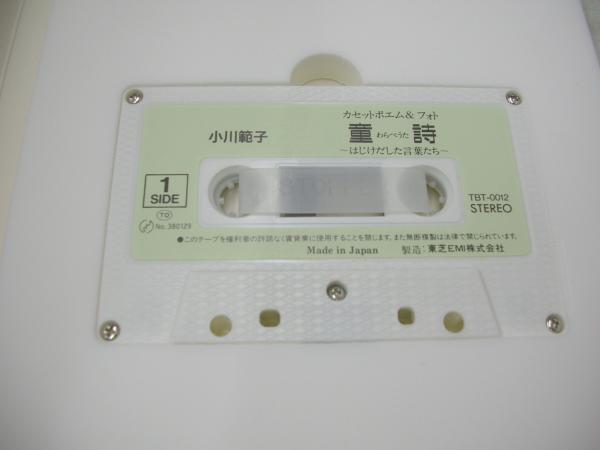 カセットポエム＆フォト
小川範子
童詩
わらべうた
〜はじけだした言葉たち〜
1
SIDE
TO
No. 380129
TBT-0012
STEREO
●このテープを権利者の許諾なく賃貸業に使用することを禁じます。また無断複製は法律で禁じられています。
Made in Japan
製造：東芝EMI株式会社